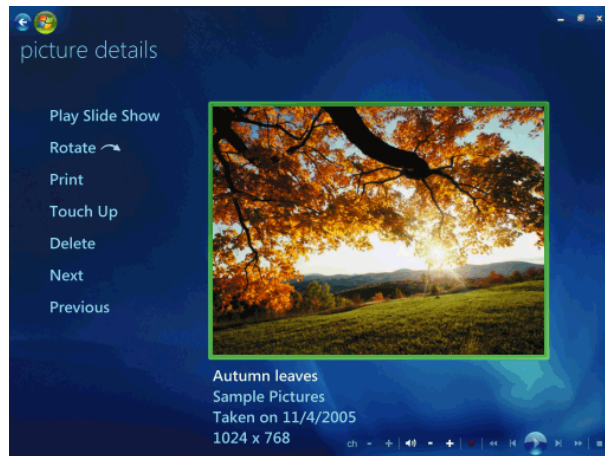 picture details
Play Slide Show
Rotate
Print
Touch Up
Delete
Next
Previous
Autumn leaves
Sample Pictures
Taken on 11/4/2005
1024 x 768
ch - +
- +